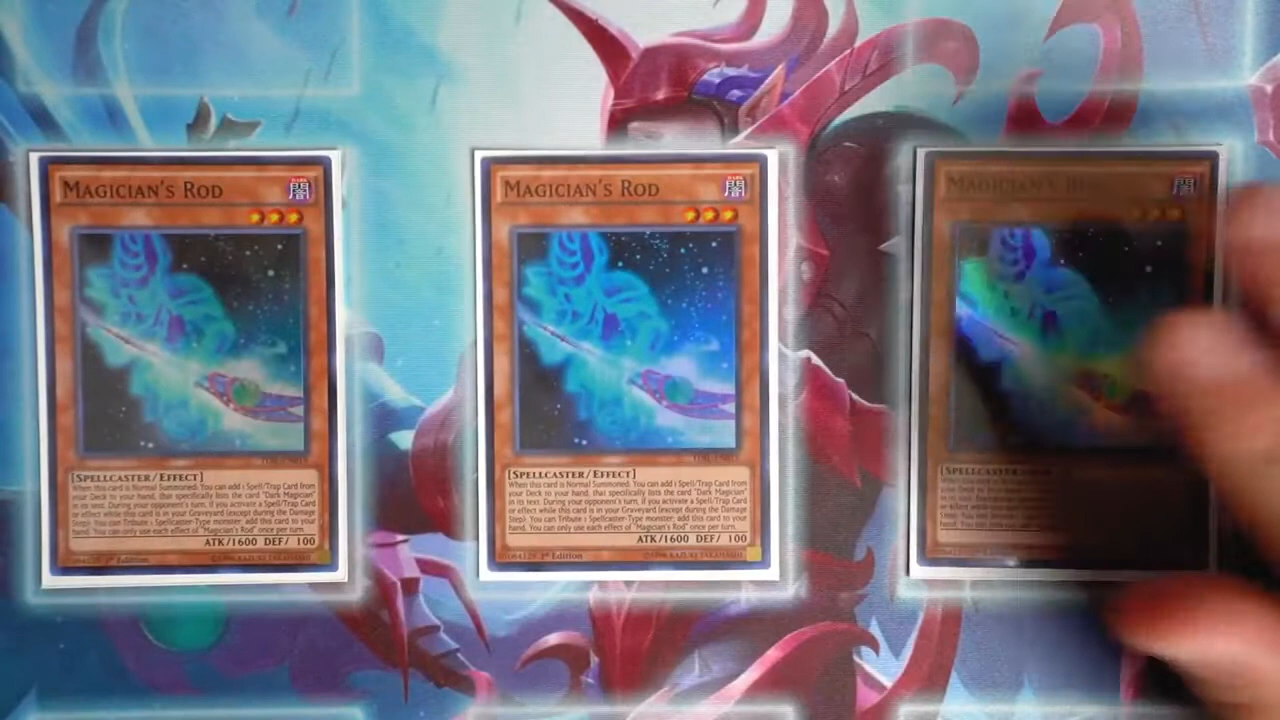 MAGICIAN'S ROD
[SPELLCASTER/EFFECT]
When this card is Normal Summoned: You can add 1 Spell/Trap Card from
your Deck to your hand, that specifically lists the card "Dark Magician"
in its text. During your opponent's turn, if you activate a Spell/Trap Card
or effect while this card is in your Graveyard (except during the Damage
Step): You can Tribute 1 Spellcaster-Type monster; add this card to your
hand. You can only use each effect of "Magician's Rod" once per turn.
ATK/1600 DEF/ 100
1st Edition
MAGICIAN'S ROD
[SPELLCASTER/EFFECT]
When this card is Normal Summoned: You can add 1 Spell/Trap Card from
your Deck to your hand, that specifically lists the card "Dark Magician"
in its text. During your opponent's turn, if you activate a Spell/Trap Card
or effect while this card is in your Graveyard (except during the Damage
Step): You can Tribute 1 Spellcaster-Type monster; add this card to your
hand. You can only use each effect of "Magician's Rod" once per turn.
ATK/1600 DEF/ 100
1st Edition
©1996 KAZUKI TAKAHASHI
MAGICIAN'S
[SPELLCASTER